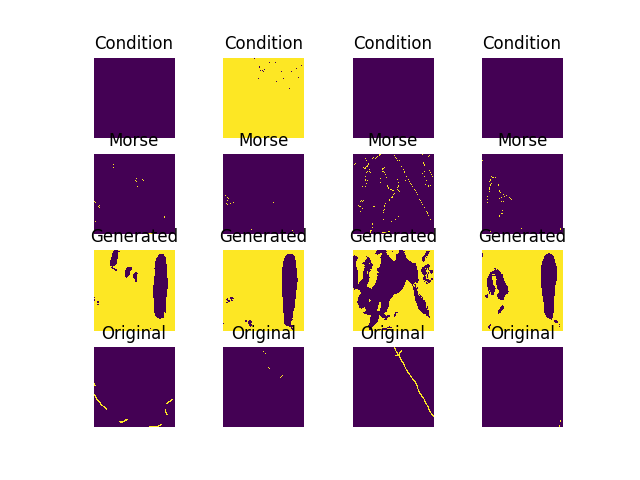 Condition Condition Condition Condition
Morse Morse Morse Morse
Generated Generated Generated Generated
Original Original Original Original